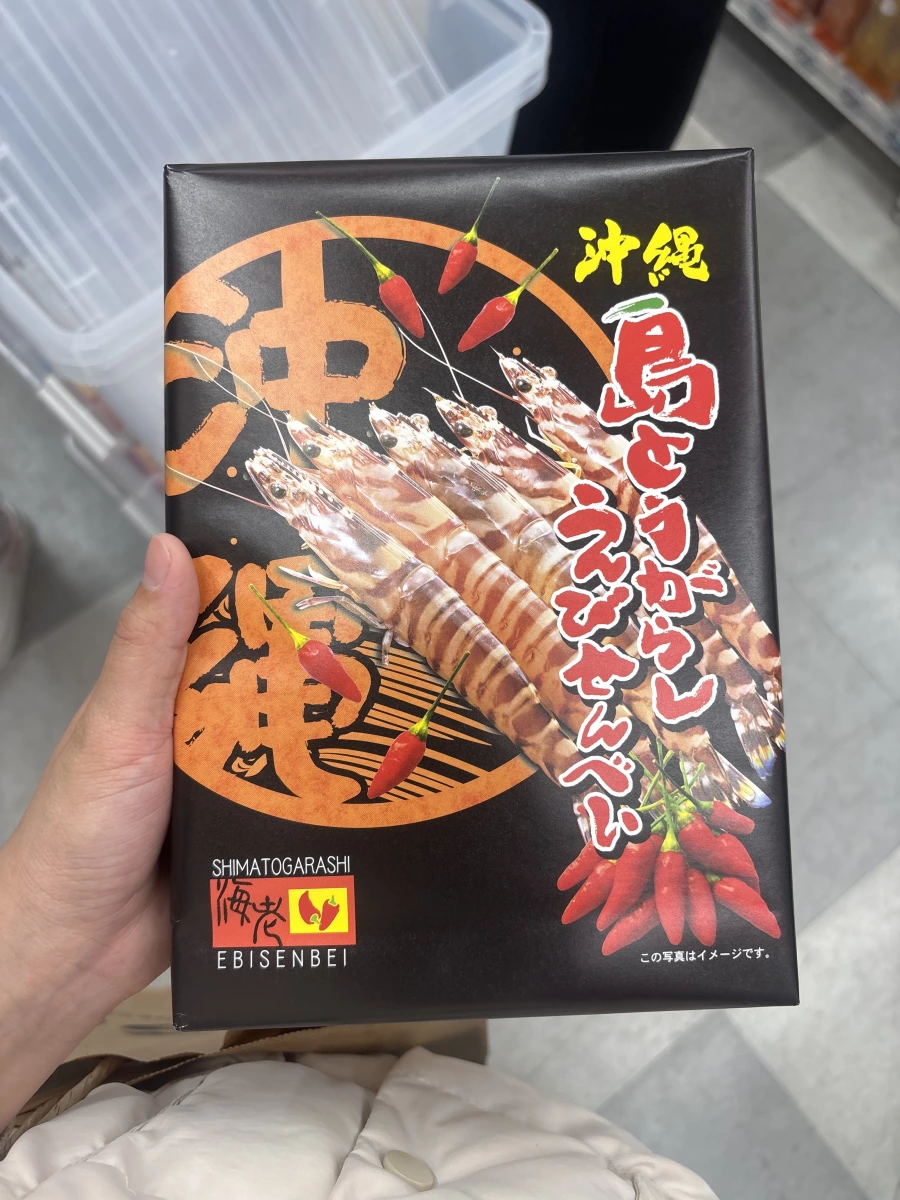 沖縄
沖縄
島とうがらし
えびせんべい
SHIMATOGARASHI
海老
EBISENBEI
この写真はイメージです。